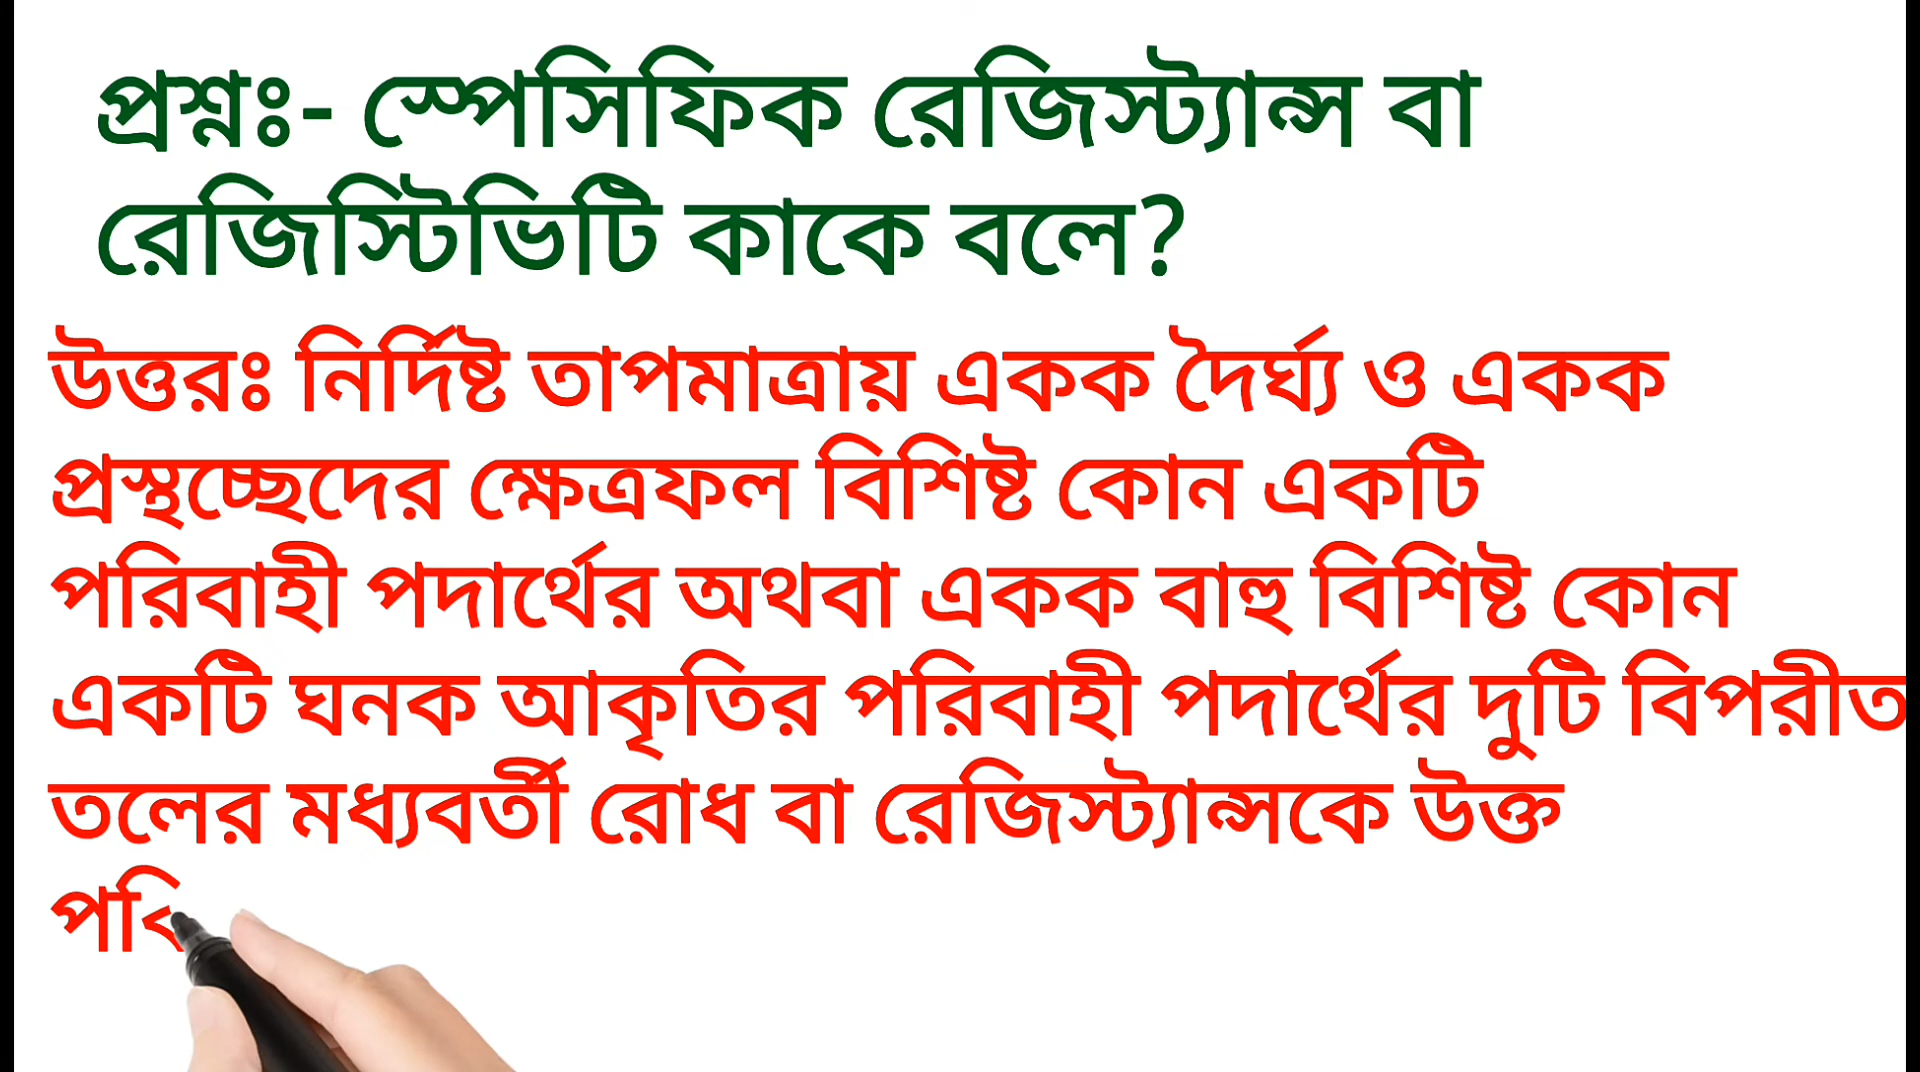 প্রশ্নঃ- স্পেসিফিক রেজিস্ট্যান্স বা
রেজিস্টিভিটি কাকে বলে?
উত্তরঃ নির্দিষ্ট তাপমাত্রায় একক দৈর্ঘ্য ও একক
প্রস্থচ্ছেদের ক্ষেত্রফল বিশিষ্ট কোন একটি
পরিবাহী পদার্থের অথবা একক বাহু বিশিষ্ট কোন
একটি ঘনক আকৃতির পরিবাহী পদার্থের দুটি বিপরীত
তলের মধ্যবর্তী রোধ বা রেজিস্ট্যান্সকে উক্ত